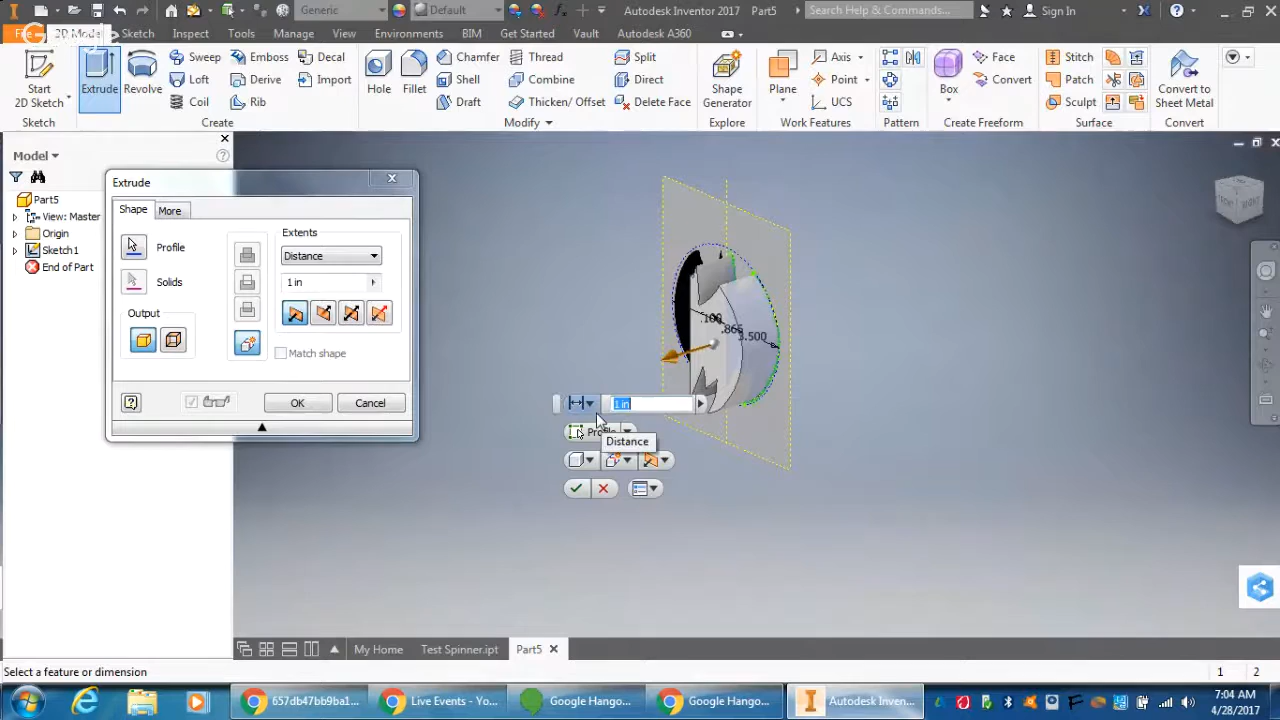 Generic
Default
Autodesk Inventor 2017 Part5
Search Help & Commands...
Sign In
File
Sketch
Inspect
Tools
Manage
View
Environments
BIM
Get Started
Vault
Autodesk A360
Start
2D Sketch
Extrude
Revolve
Sweep
Loft
Coil
Emboss
Derive
Rib
Decal
Import
Hole
Fillet
Chamfer
Shell
Draft
Thread
Combine
Thicken/ Offset
Split
Direct
Delete Face
Shape
Generator
Plane
Axis
Point
UCS
Box
Face
Convert
Stitch
Patch
Sculpt
Convert to
Sheet Metal
Sketch
Create
Modify
Explore
Work Features
Pattern
Create Freeform
Surface
Convert
Model
Part5
View: Master
Origin
Sketch1
End of Part
Extrude
Shape
More
Profile
Solids
Output
Extents
Distance
1 in
Match shape
OK
Cancel
.100
.866
3.500
1 in
Distance
My Home
Test Spinner.ipt
Part5
Select a feature or dimension
1
2
657db47bb9ba1...
Live Events - Yo...
Google Hango...
Google Hang...
Autodesk Inven...
7:04 AM
4/28/2017